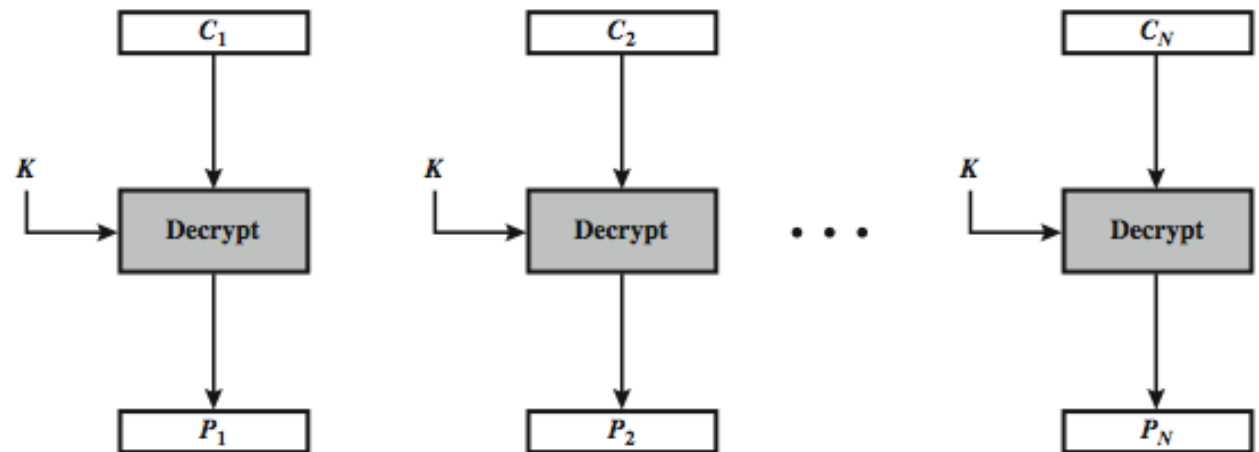 C1 C2 CN
K K K
Decrypt Decrypt • • • Decrypt
P1 P2 PN